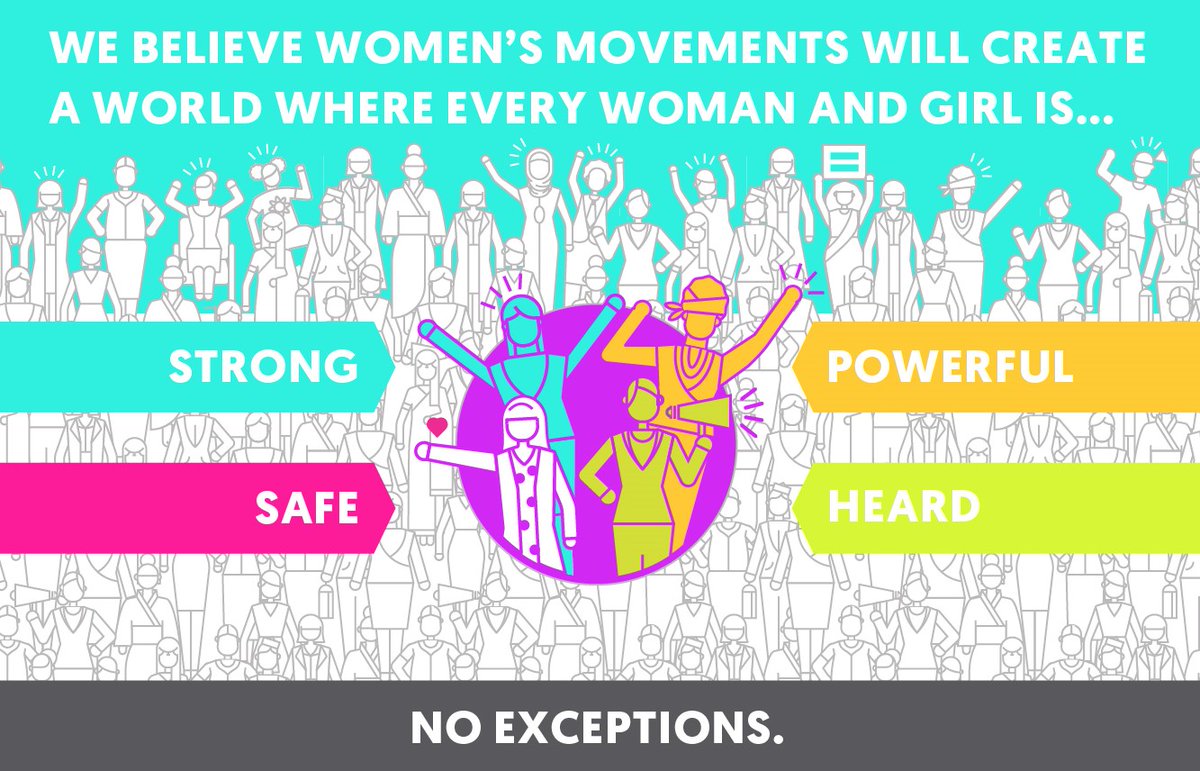 WE BELIEVE WOMEN’S MOVEMENTS WILL CREATE
A WORLD WHERE EVERY WOMAN AND GIRL IS...
STRONG
POWERFUL
SAFE
HEARD
NO EXCEPTIONS.